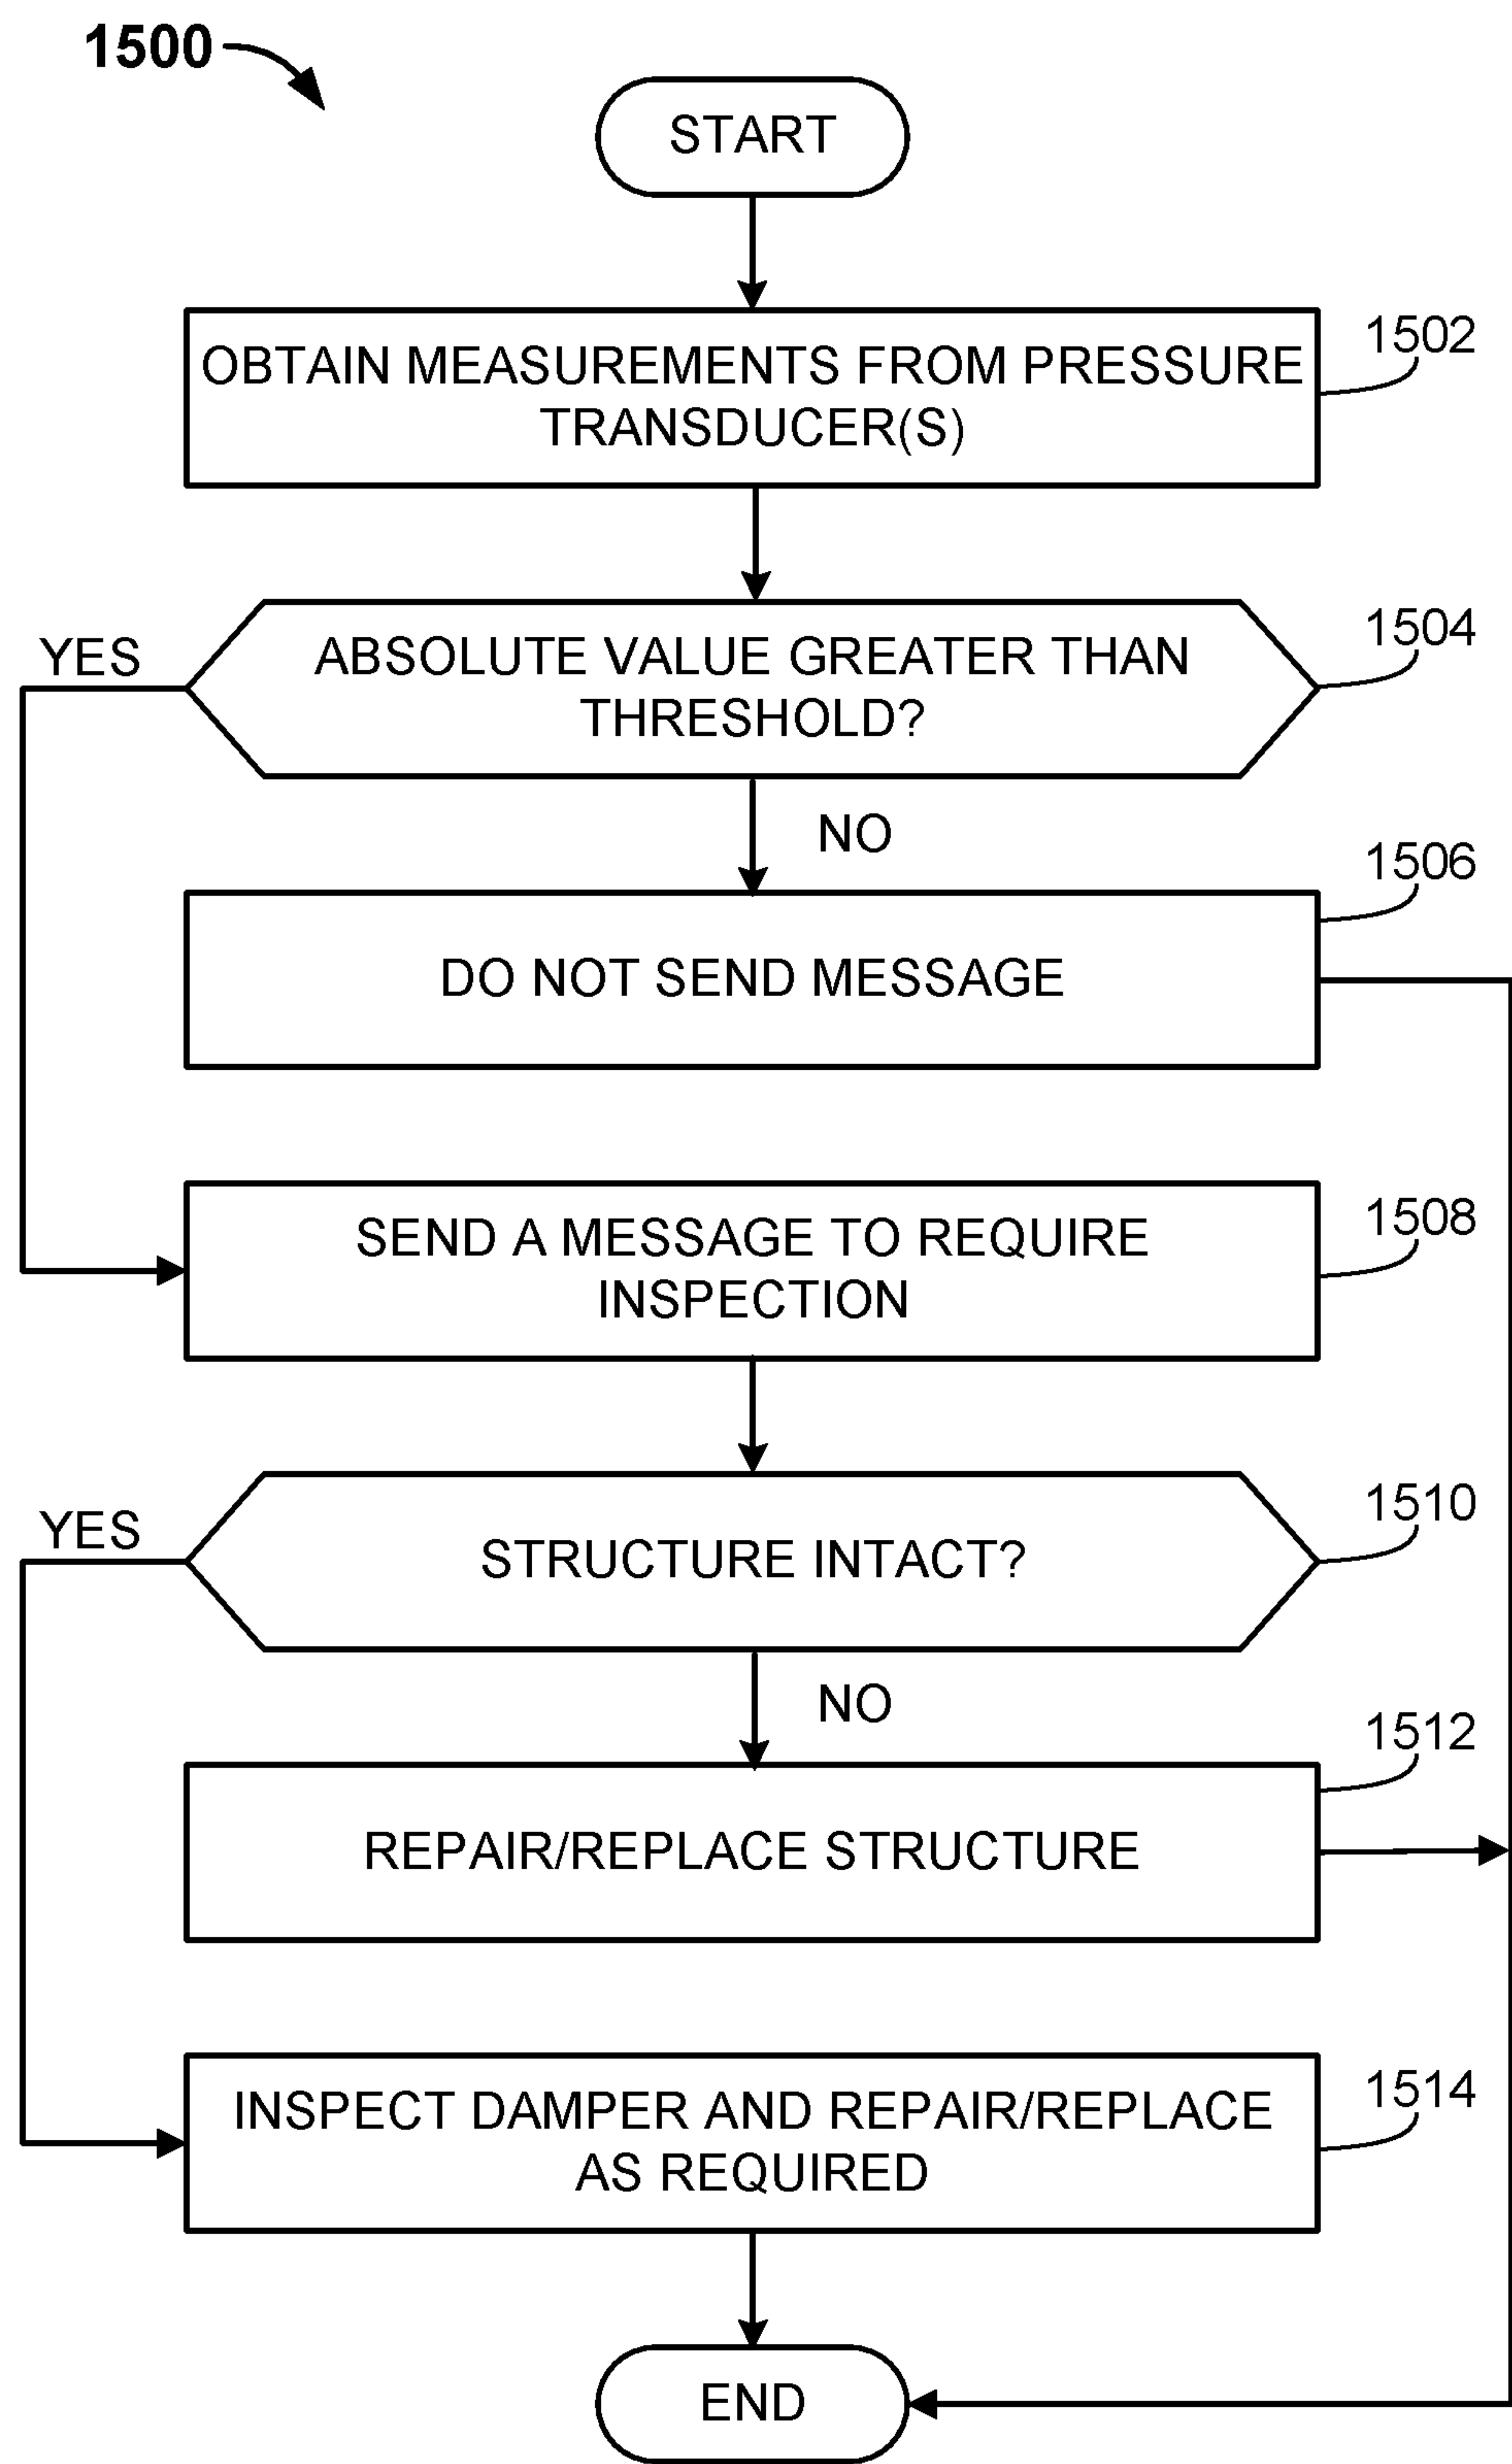 1500
START
OBTAIN MEASUREMENTS FROM PRESSURE
TRANSDUCER(S)
1502
YES
ABSOLUTE VALUE GREATER THAN
THRESHOLD?
1504
NO
1506
DO NOT SEND MESSAGE
SEND A MESSAGE TO REQUIRE
INSPECTION
1508
YES
STRUCTURE INTACT?
1510
NO
1512
REPAIR/REPLACE STRUCTURE
INSPECT DAMPER AND REPAIR/REPLACE
AS REQUIRED
1514
END